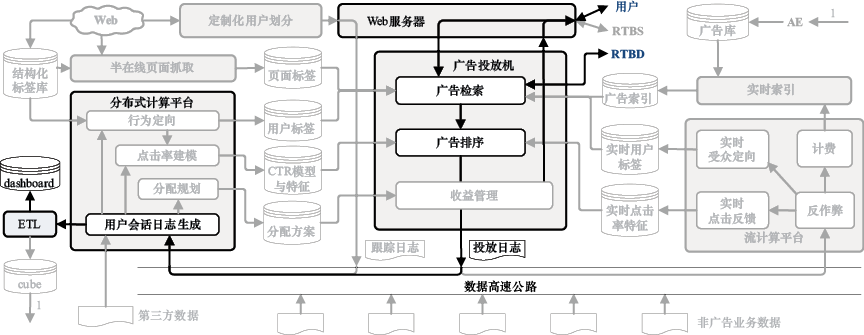 Web
定制化用户划分
Web服务器
用户
RTBS
RTBD
广告库
AE
1
结构化
标签库
半在线页面抓取
页面标签
广告投放机
广告检索
广告索引
实时索引
分布式计算平台
行为定向
用户标签
点击率建模
CTR模型
与特征
广告排序
实时用户
标签
实时
受众定向
计费
dashboard
分配规划
收益管理
实时点击
率特征
实时
点击反馈
反作弊
ETL
用户会话日志生成
分配方案
流计算平台
跟踪日志
投放日志
cube
数据高速公路
1
第三方数据
非广告业务数据